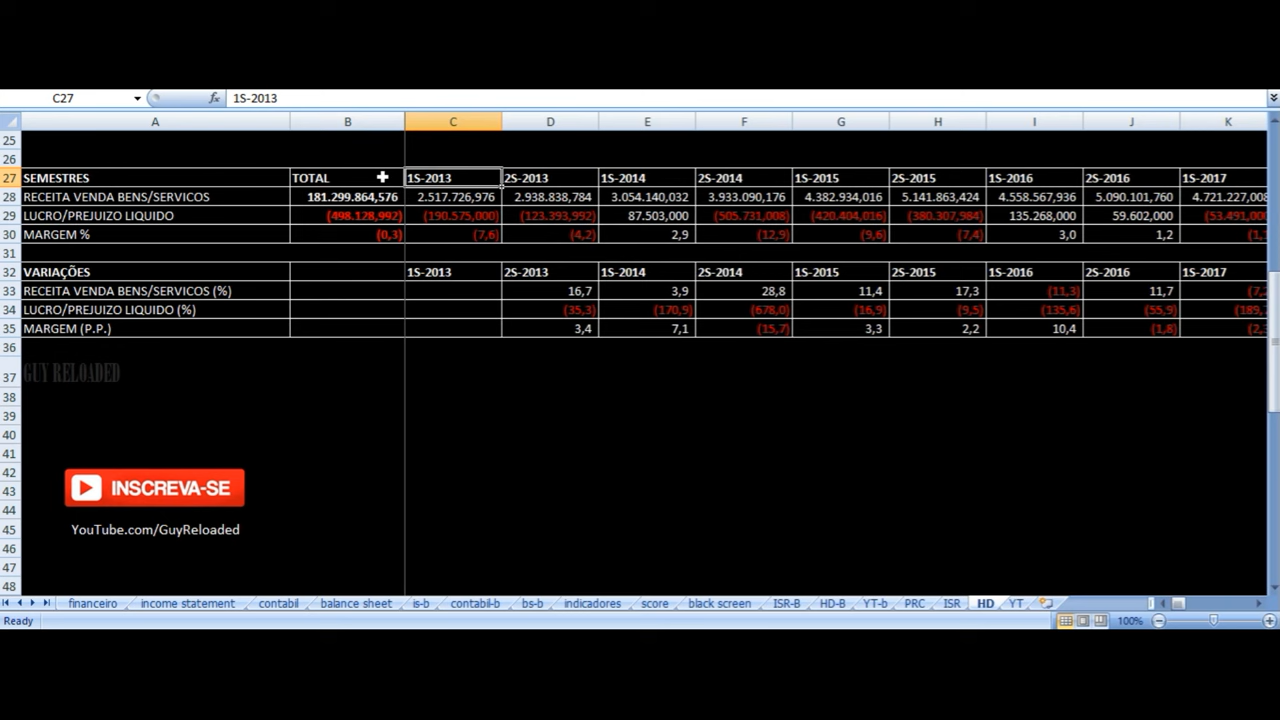 C27 fx 1S-2013
A B C D E F G H I J K
25
26
27 SEMESTRES TOTAL 1S-2013 2S-2013 1S-2014 2S-2014 1S-2015 2S-2015 1S-2016 2S-2016 1S-2017
28 RECEITA VENDA BENS/SERVICOS 181.299.864,576 2.517.726,976 2.938.838,784 3.054.140,032 3.933.090,176 4.382.934,016 5.141.863,424 4.558.567,936 5.090.101,760 4.721.227,008
29 LUCRO/PREJUIZO LIQUIDO (498.128,992) (190.575,000) (123.393,992) 87.503,000 (505.731,008) (420.404,016) (380.307,984) 135.268,000 59.602,000 (53.491,000
30 MARGEM % (0,3) (7,6) (4,2) 2,9 (12,9) (9,6) (7,4) 3,0 1,2 (1,
31
32 VARIAÇÕES 1S-2013 2S-2013 1S-2014 2S-2014 1S-2015 2S-2015 1S-2016 2S-2016 1S-2017
33 RECEITA VENDA BENS/SERVICOS (%) 16,7 3,9 28,8 11,4 17,3 (11,3) 11,7 (7,
34 LUCRO/PREJUIZO LIQUIDO (%) (35,3) (170,9) (678,0) (16,9) (9,5) (135,6) (55,9) (189,
35 MARGEM (P.P.) 3,4 7,1 (15,7) 3,3 2,2 10,4 (1,8) (2,
36
37 GUY RELOADED
38
39
40
41
42
43 INSCREVA-SE
44
45 YouTube.com/GuyReloaded
46
47
48
financeiro income statement contabil balance sheet is-b contabil-b bs-b indicadores score black screen ISR-B HD-B YT-b PRC ISR HD YT
Ready 100%